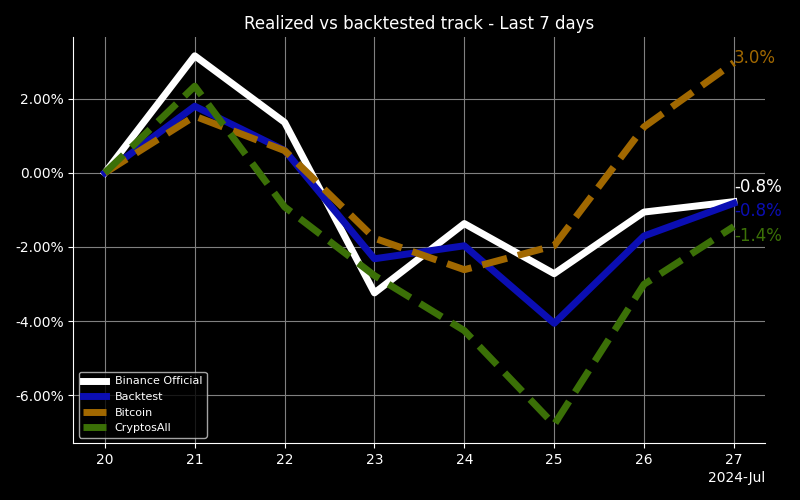 Realized vs backtested track - Last 7 days
3.0%
2.00%
0.00%
-0.8%
-0.8%
-1.4%
-2.00%
-4.00%
-6.00%
Binance Official
Backtest
Bitcoin
CryptosAll
20 21 22 23 24 25 26 27
2024-Jul